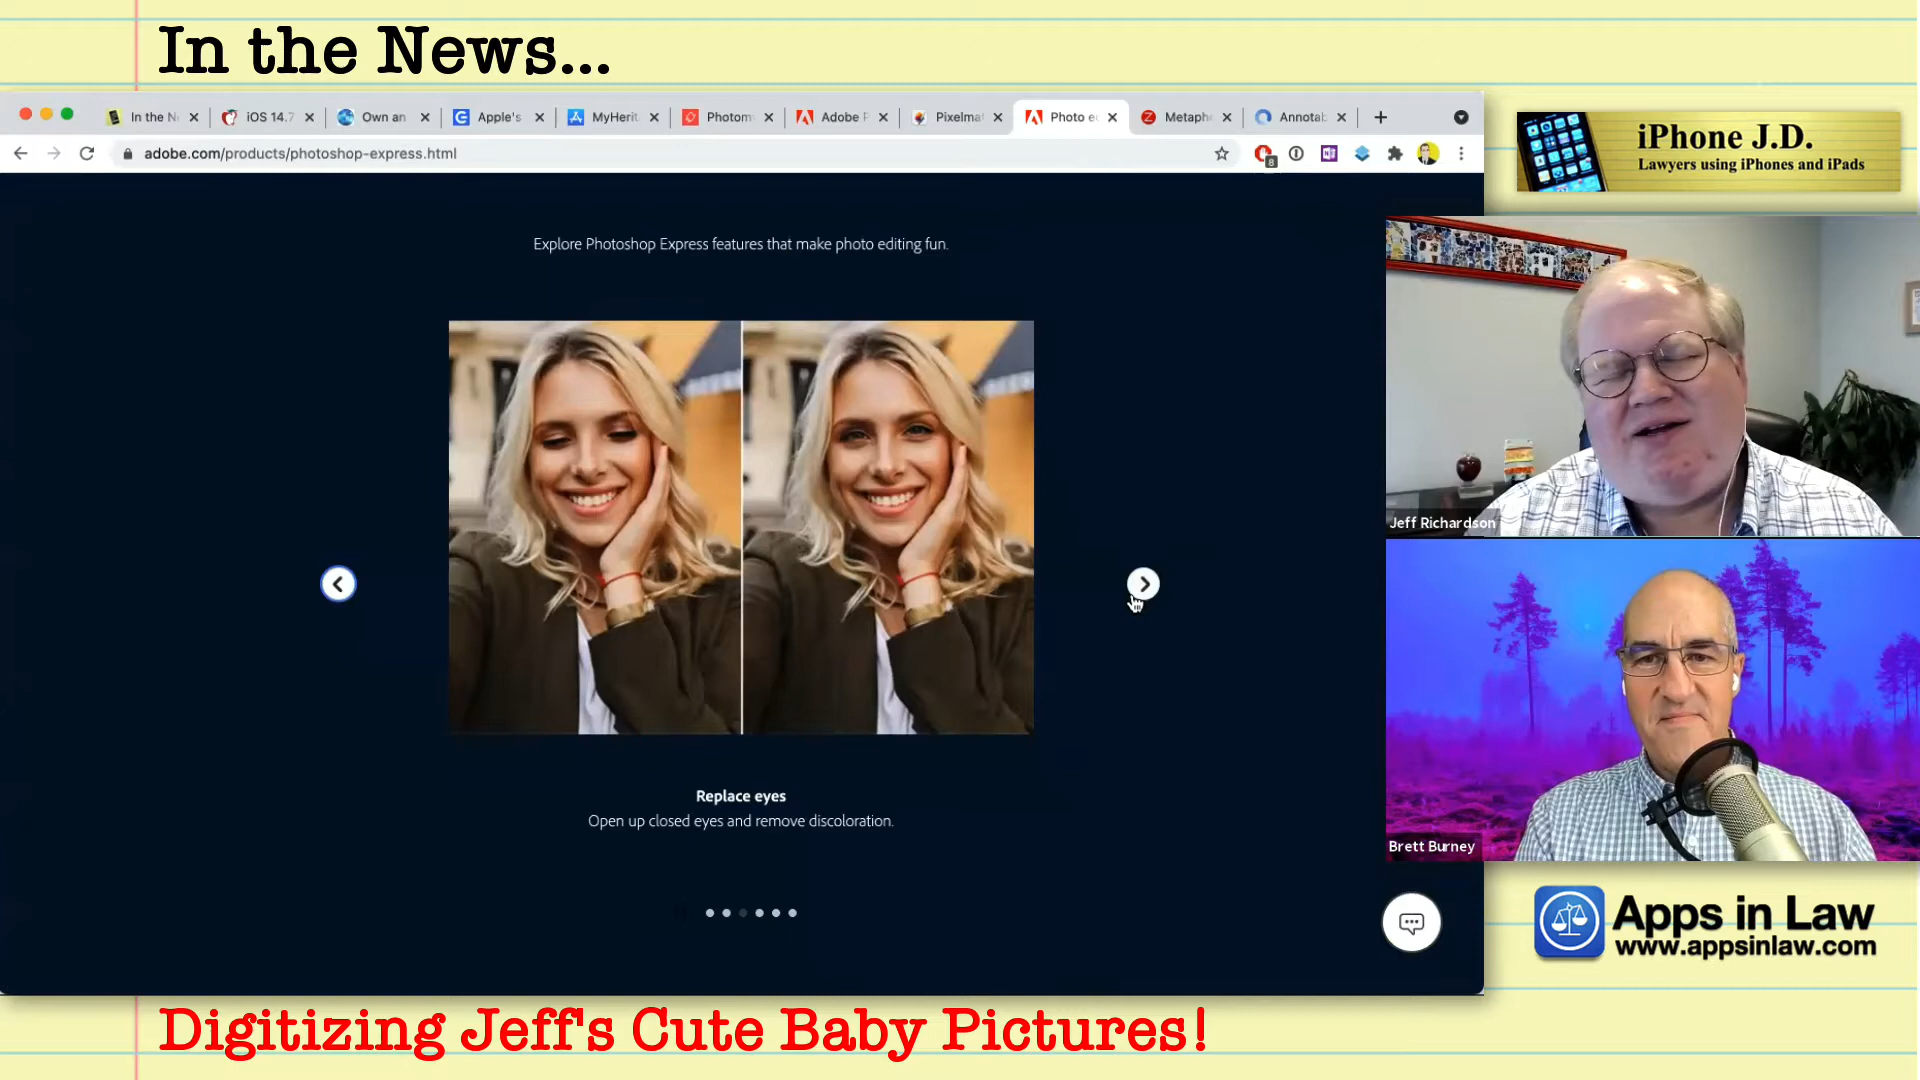 In the News...
In the N
iOS 14.7
Own an
Apple's
MyHerit
Photom
Adobe P
Pixelma
Photo e
Metaph
Annotab
adobe.com/products/photoshop-express.html
8
iPhone J.D.
Lawyers using iPhones and iPads
Explore Photoshop Express features that make photo editing fun.
Jeff Richardson
Replace eyes
Open up closed eyes and remove discoloration.
Brett Burney
Apps in Law
www.appsinlaw.com
Digitizing Jeff's Cute Baby Pictures!